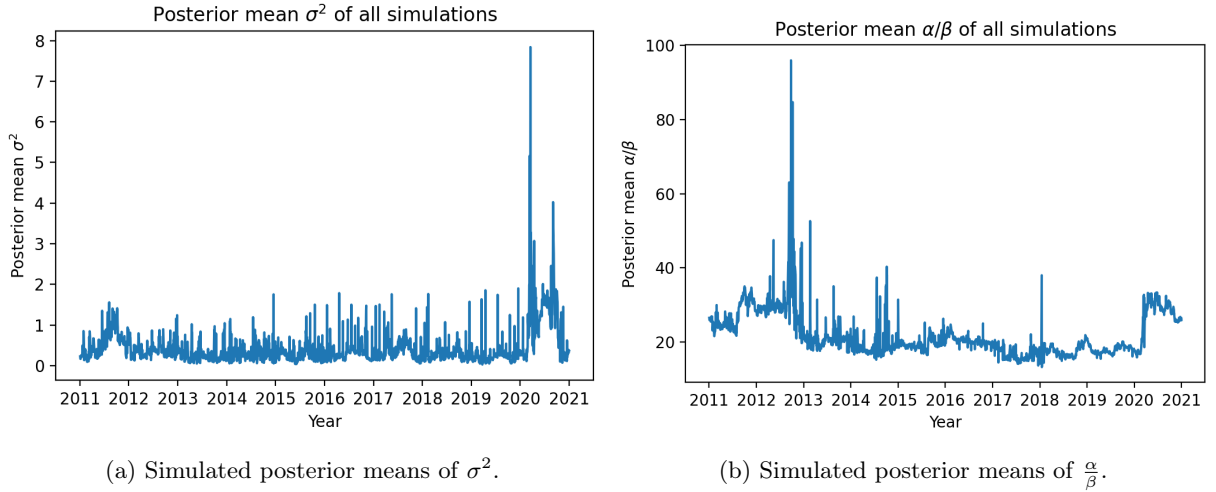 Posterior mean σ² of all simulations
Posterior mean σ²
8
7
6
5
4
3
2
1
0
2011 2012 2013 2014 2015 2016 2017 2018 2019 2020 2021
Year
(a) Simulated posterior means of σ².
Posterior mean α/β of all simulations
Posterior mean α/β
100
80
60
40
20
2011 2012 2013 2014 2015 2016 2017 2018 2019 2020 2021
Year
(b) Simulated posterior means of α/β.